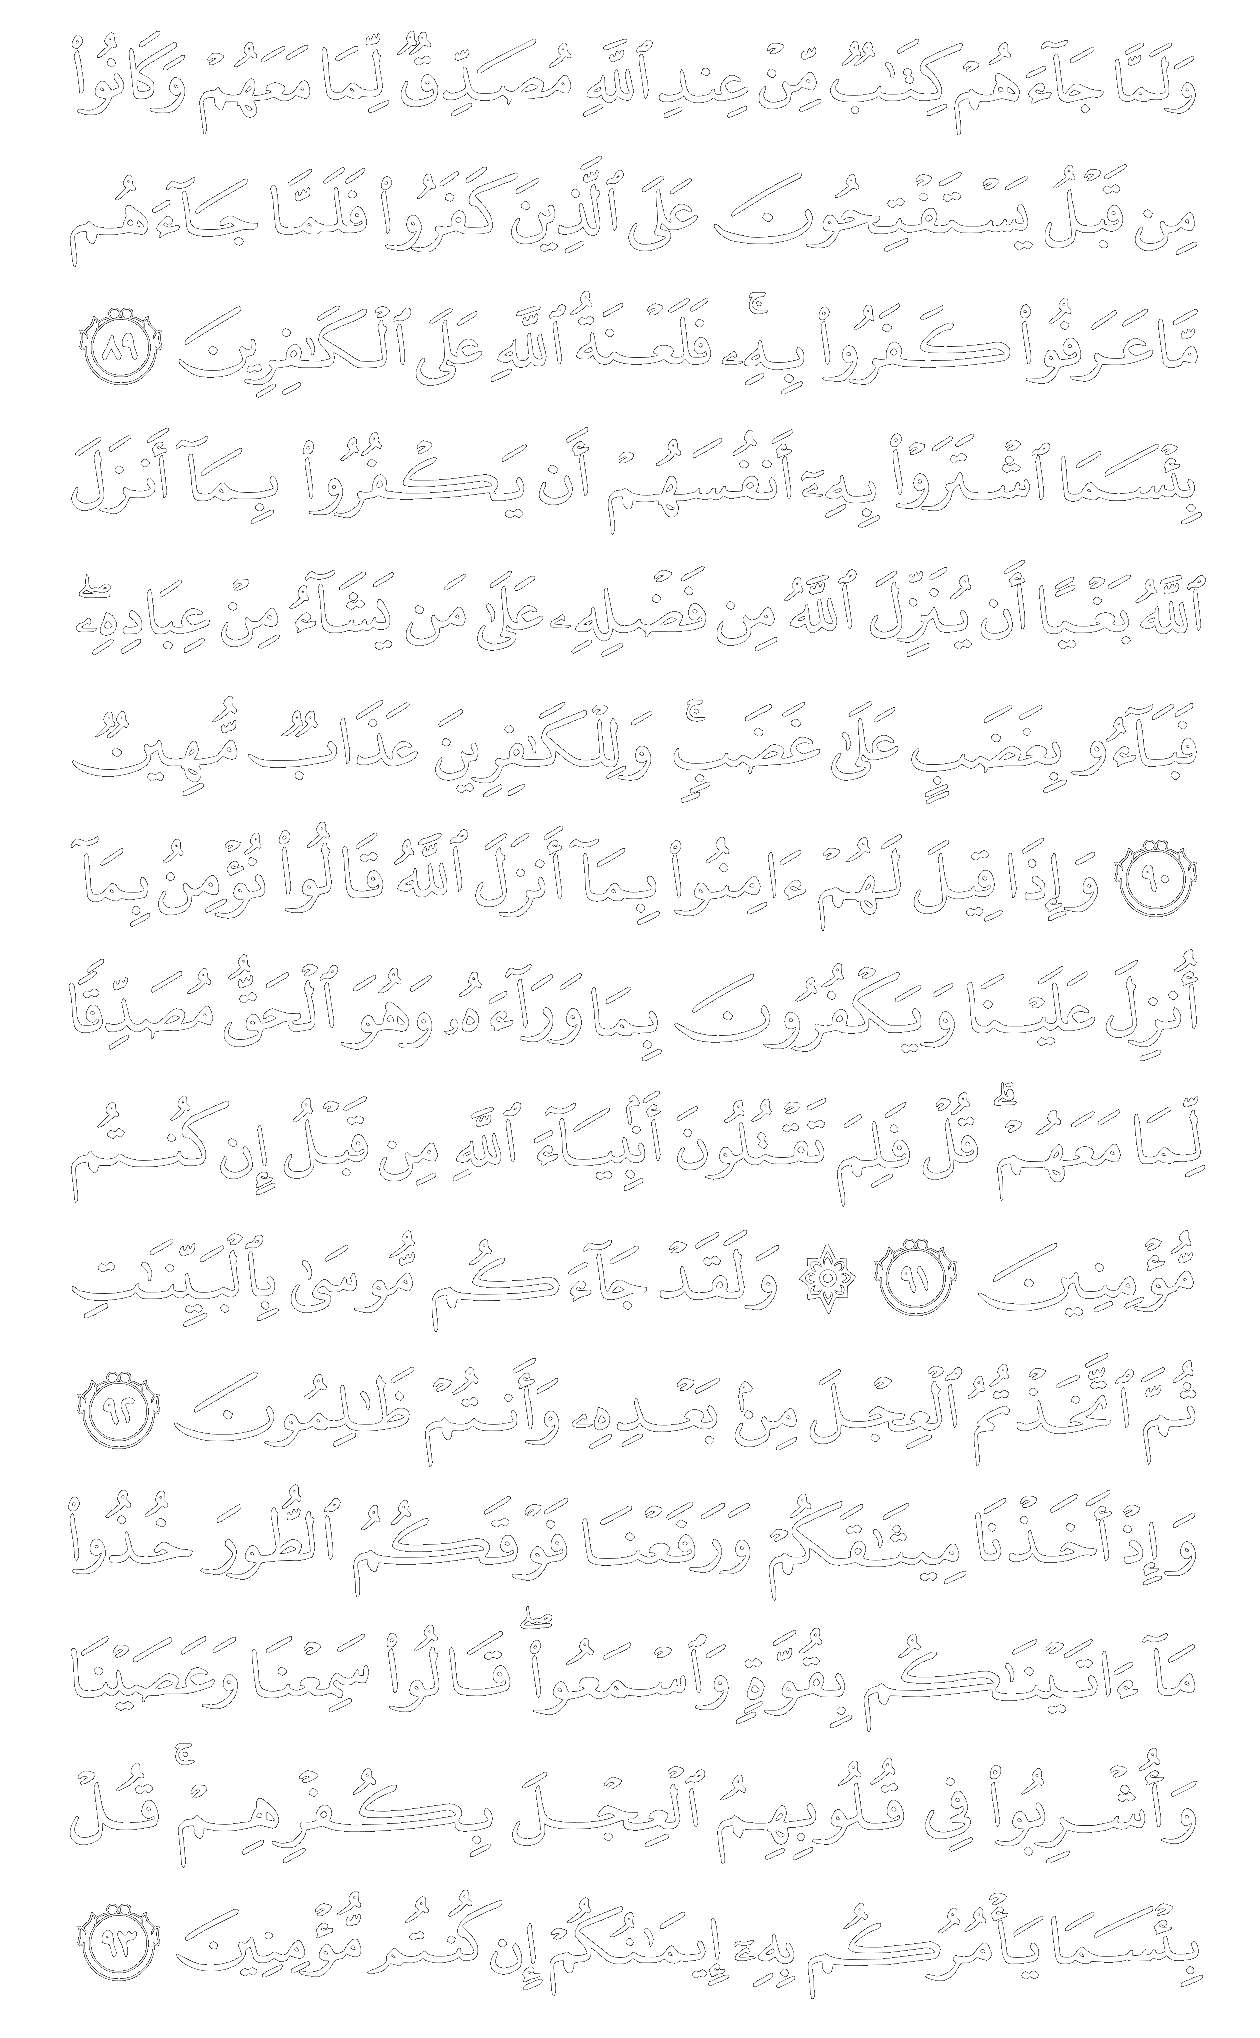 وَلَمَّا جَآءَهُمْ كِتَٰبٌ مِّنْ عِندِ ٱللَّهِ مُصَدِّقٌ لِّمَا مَعَهُمْ وَكَانُوا۟
مِن قَبْلُ يَسْتَفْتِحُونَ عَلَى ٱلَّذِينَ كَفَرُوا۟ فَلَمَّا جَآءَهُم
مَّا عَرَفُوا۟ كَفَرُوا۟ بِهِۦ ۚ فَلَعْنَةُ ٱللَّهِ عَلَى ٱلْكَٰفِرِينَ ٨٩
بِئْسَمَا ٱشْتَرَوْا۟ بِهِۦٓ أَنفُسَهُمْ أَن يَكْفُرُوا۟ بِمَآ أَنزَلَ
ٱللَّهُ بَغْيًا أَن يُنَزِّلَ ٱللَّهُ مِن فَضْلِهِۦ عَلَىٰ مَن يَشَآءُ مِنْ عِبَادِهِۦ ۖ
فَبَآءُو بِغَضَبٍ عَلَىٰ غَضَبٍ ۚ وَلِلْكَٰفِرِينَ عَذَابٌ مُّهِينٌ
٩٠ وَإِذَا قِيلَ لَهُمْ ءَامِنُوا۟ بِمَآ أَنزَلَ ٱللَّهُ قَالُوا۟ نُؤْمِنُ بِمَآ
أُنزِلَ عَلَيْنَا وَيَكْفُرُونَ بِمَا وَرَآءَهُۥ وَهُوَ ٱلْحَقُّ مُصَدِّقًا
لِّمَا مَعَهُمْ ۗ قُلْ فَلِمَ تَقْتُلُونَ أَنۢبِيَآءَ ٱللَّهِ مِن قَبْلُ إِن كُنتُم
مُّؤْمِنِينَ ٩١ ۞ وَلَقَدْ جَآءَكُم مُّوسَىٰ بِٱلْبَيِّنَٰتِ
ثُمَّ ٱتَّخَذْتُمُ ٱلْعِجْلَ مِنۢ بَعْدِهِۦ وَأَنتُمْ ظَٰلِمُونَ ٩٢
وَإِذْ أَخَذْنَا مِيثَٰقَكُمْ وَرَفَعْنَا فَوْقَكُمُ ٱلطُّورَ خُذُوا۟
مَآ ءَاتَيْنَٰكُم بِقُوَّةٍ وَٱسْمَعُوا۟ ۖ قَالُوا۟ سَمِعْنَا وَعَصَيْنَا
وَأُشْرِبُوا۟ فِى قُلُوبِهِمُ ٱلْعِجْلَ بِكُفْرِهِمْ ۚ قُلْ
بِئْسَمَا يَأْمُرُكُم بِهِۦٓ إِيمَٰنُكُمْ إِن كُنتُم مُّؤْمِنِينَ ٩٣